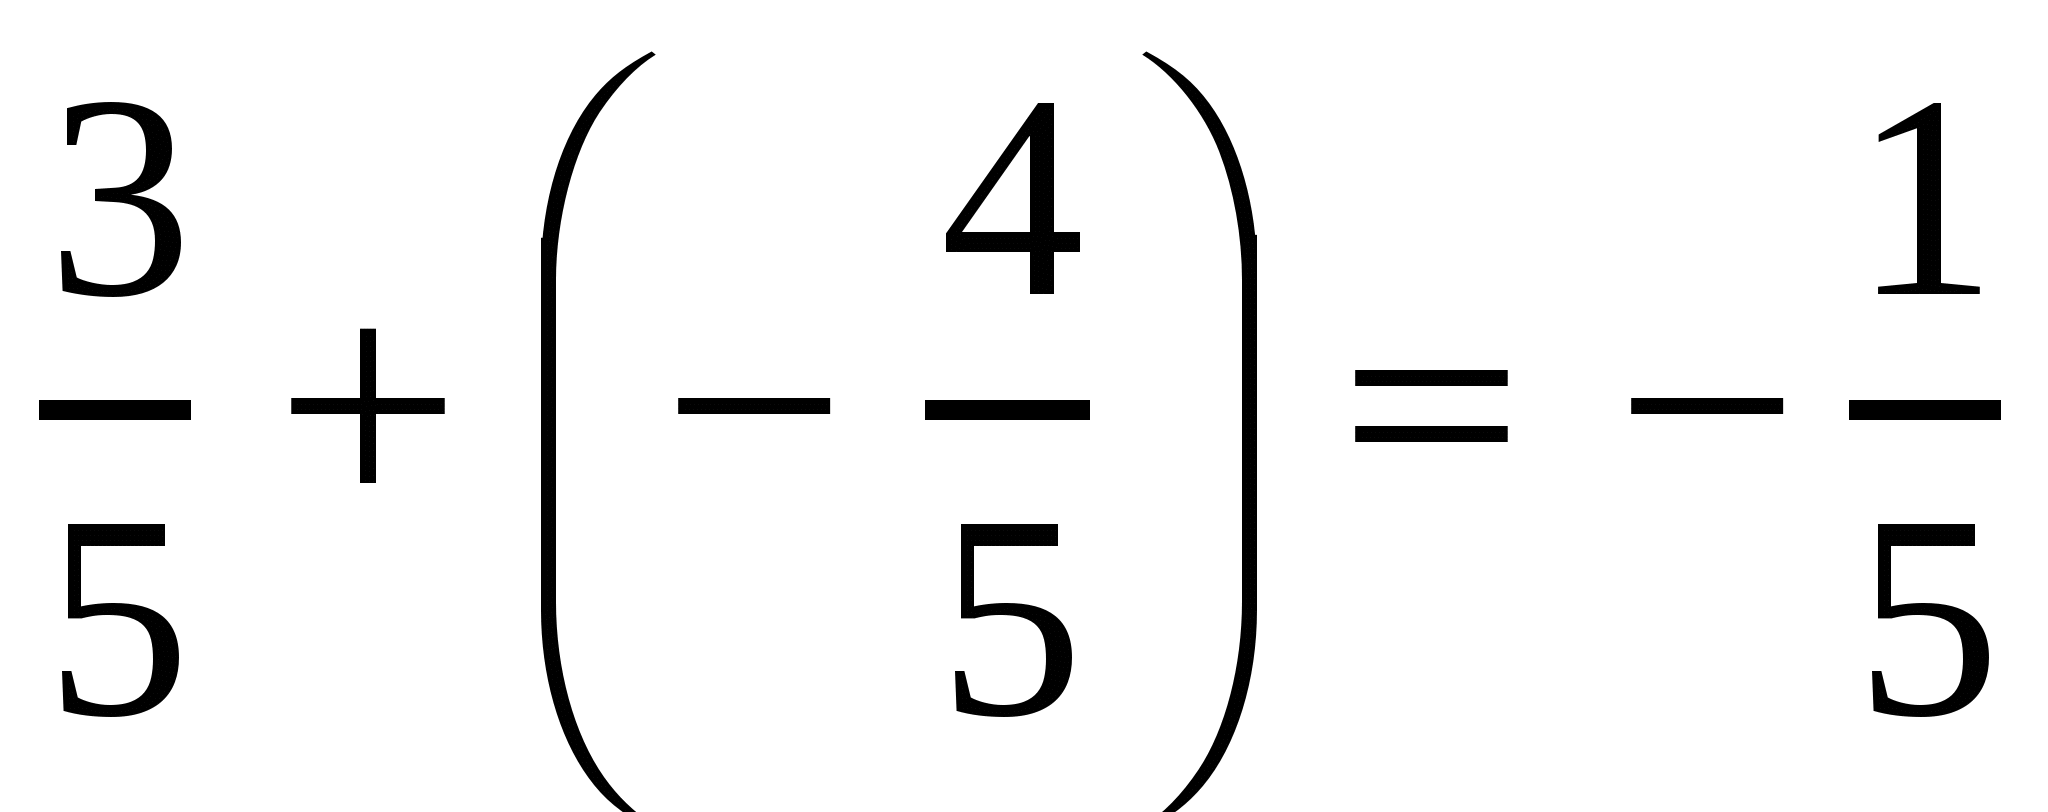 3/5 + (− 4/5) = − 1/5